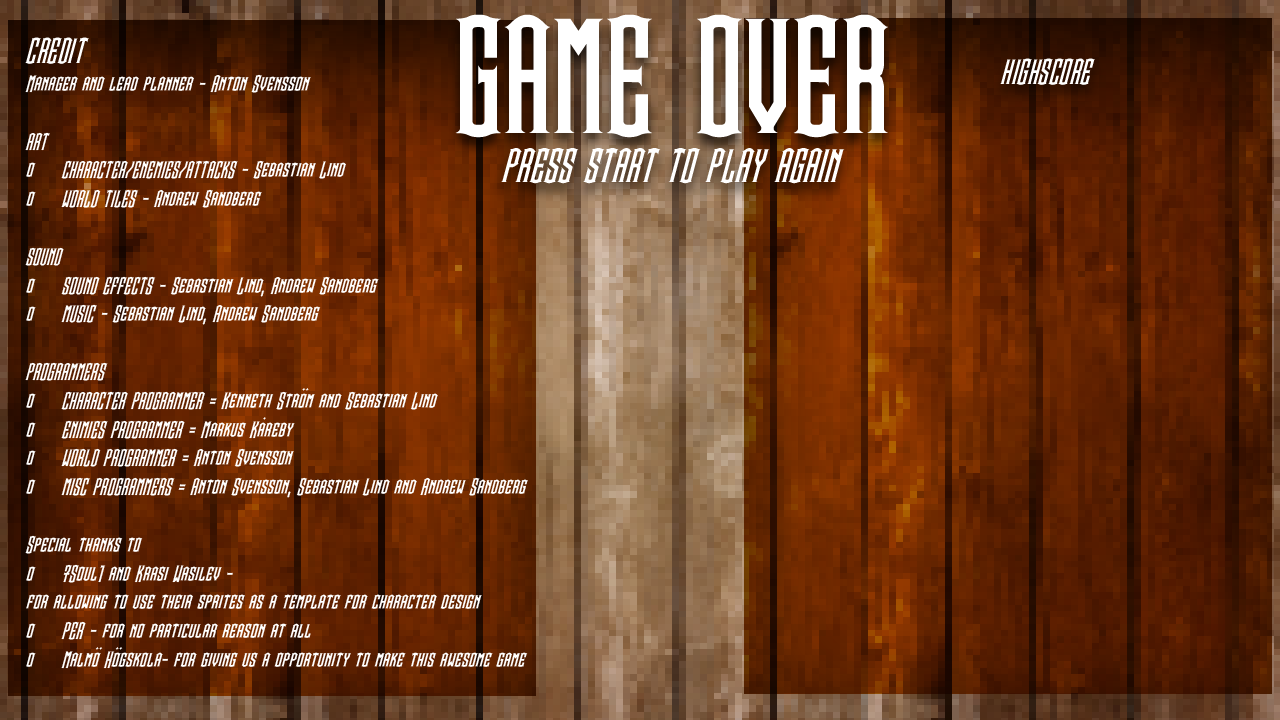 GAME OVER
PRESS START TO PLAY AGAIN
CREDIT
Manager and lead planner - Anton Svensson
ART
O CHARACTER/ENEMIES/ATTACKS - Sebastian Lind
O WORLD TILES - Andrew Sandberg
SOUND
O SOUND EFFECTS - Sebastian Lind, Andrew Sandberg
O MUSIC - Sebastian Lind, Andrew Sandberg
PROGRAMMERS
O CHARACTER PROGRAMMER = Kenneth Ström and Sebastian Lind
O ENIMIES PROGRAMMER = Markus Kåreby
O WORLD PROGRAMMER = Anton Svensson
O MISC PROGRAMMERS = Anton Svensson, Sebastian Lind and Andrew Sandberg
Special thanks to
O {Soul} and Krasi Wasilev -
for allowing to use their sprites as a template for character design
O PER - for no particular reason at all
O Malmö Högskola- for giving us a opportunity to make this awesome game
HIGHSCORE